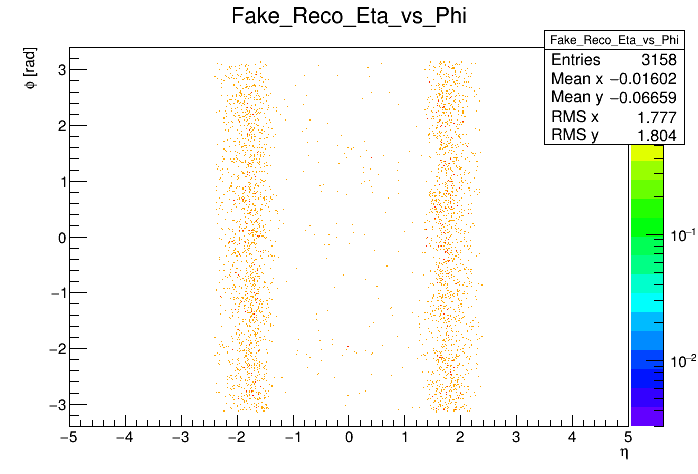 Fake_Reco_Eta_vs_Phi
Fake_Reco_Eta_vs_Phi
Entries 3158
Mean x −0.01602
Mean y −0.06659
RMS x 1.777
RMS y 1.804
ϕ [rad]
3
2
1
0
−1
−2
−3
−5 −4 −3 −2 −1 0 1 2 3 4 5
η
10⁻¹
10⁻²